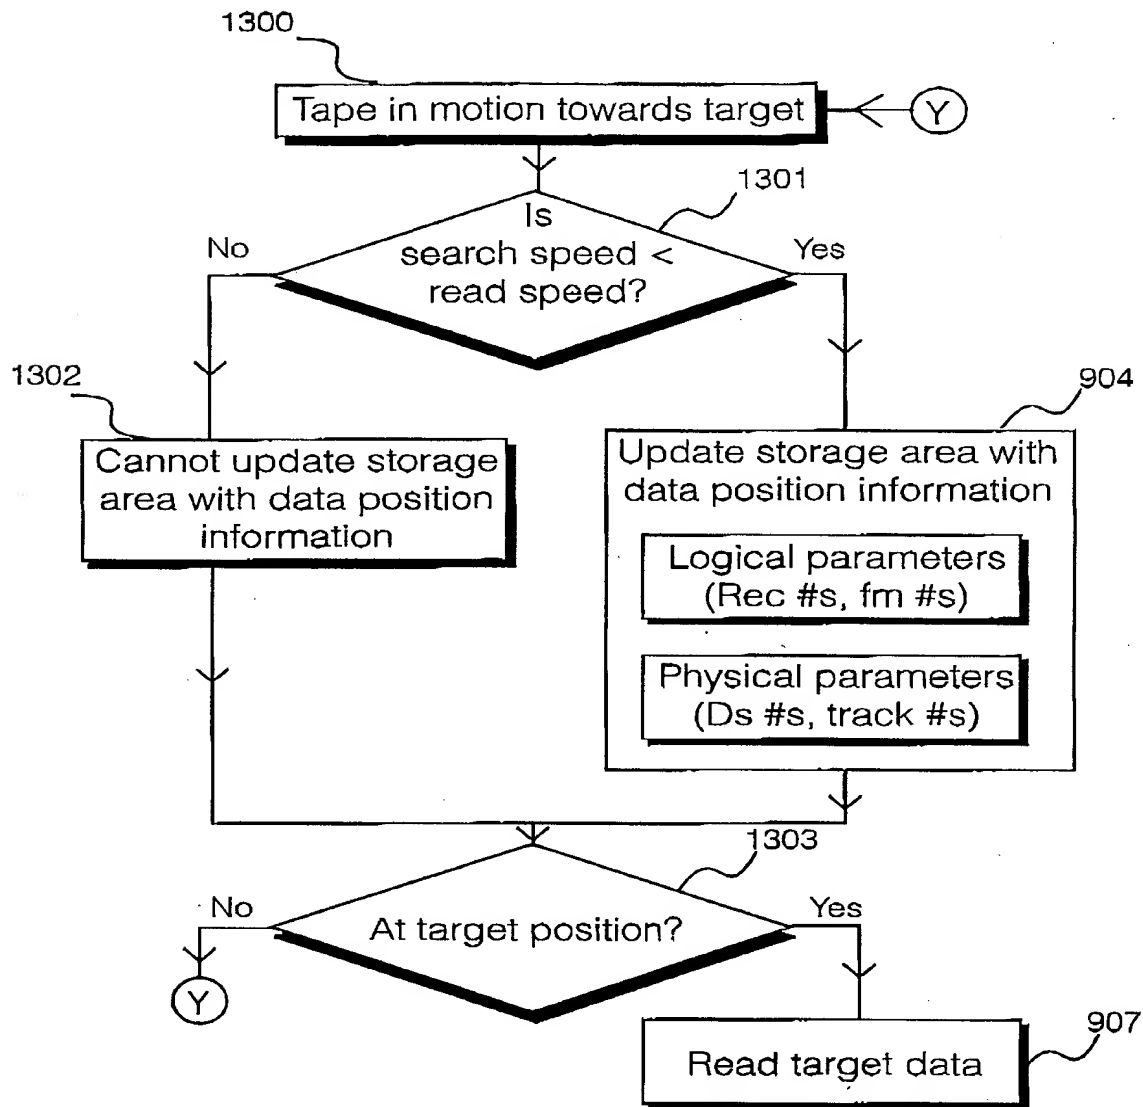 1300
Tape in motion towards target
Y
1301
Is
search speed <
read speed?
No
Yes
1302
Cannot update storage
area with data position
information
904
Update storage area with
data position information
Logical parameters
(Rec #s, fm #s)
Physical parameters
(Ds #s, track #s)
1303
At target position?
No
Yes
Y
907
Read target data